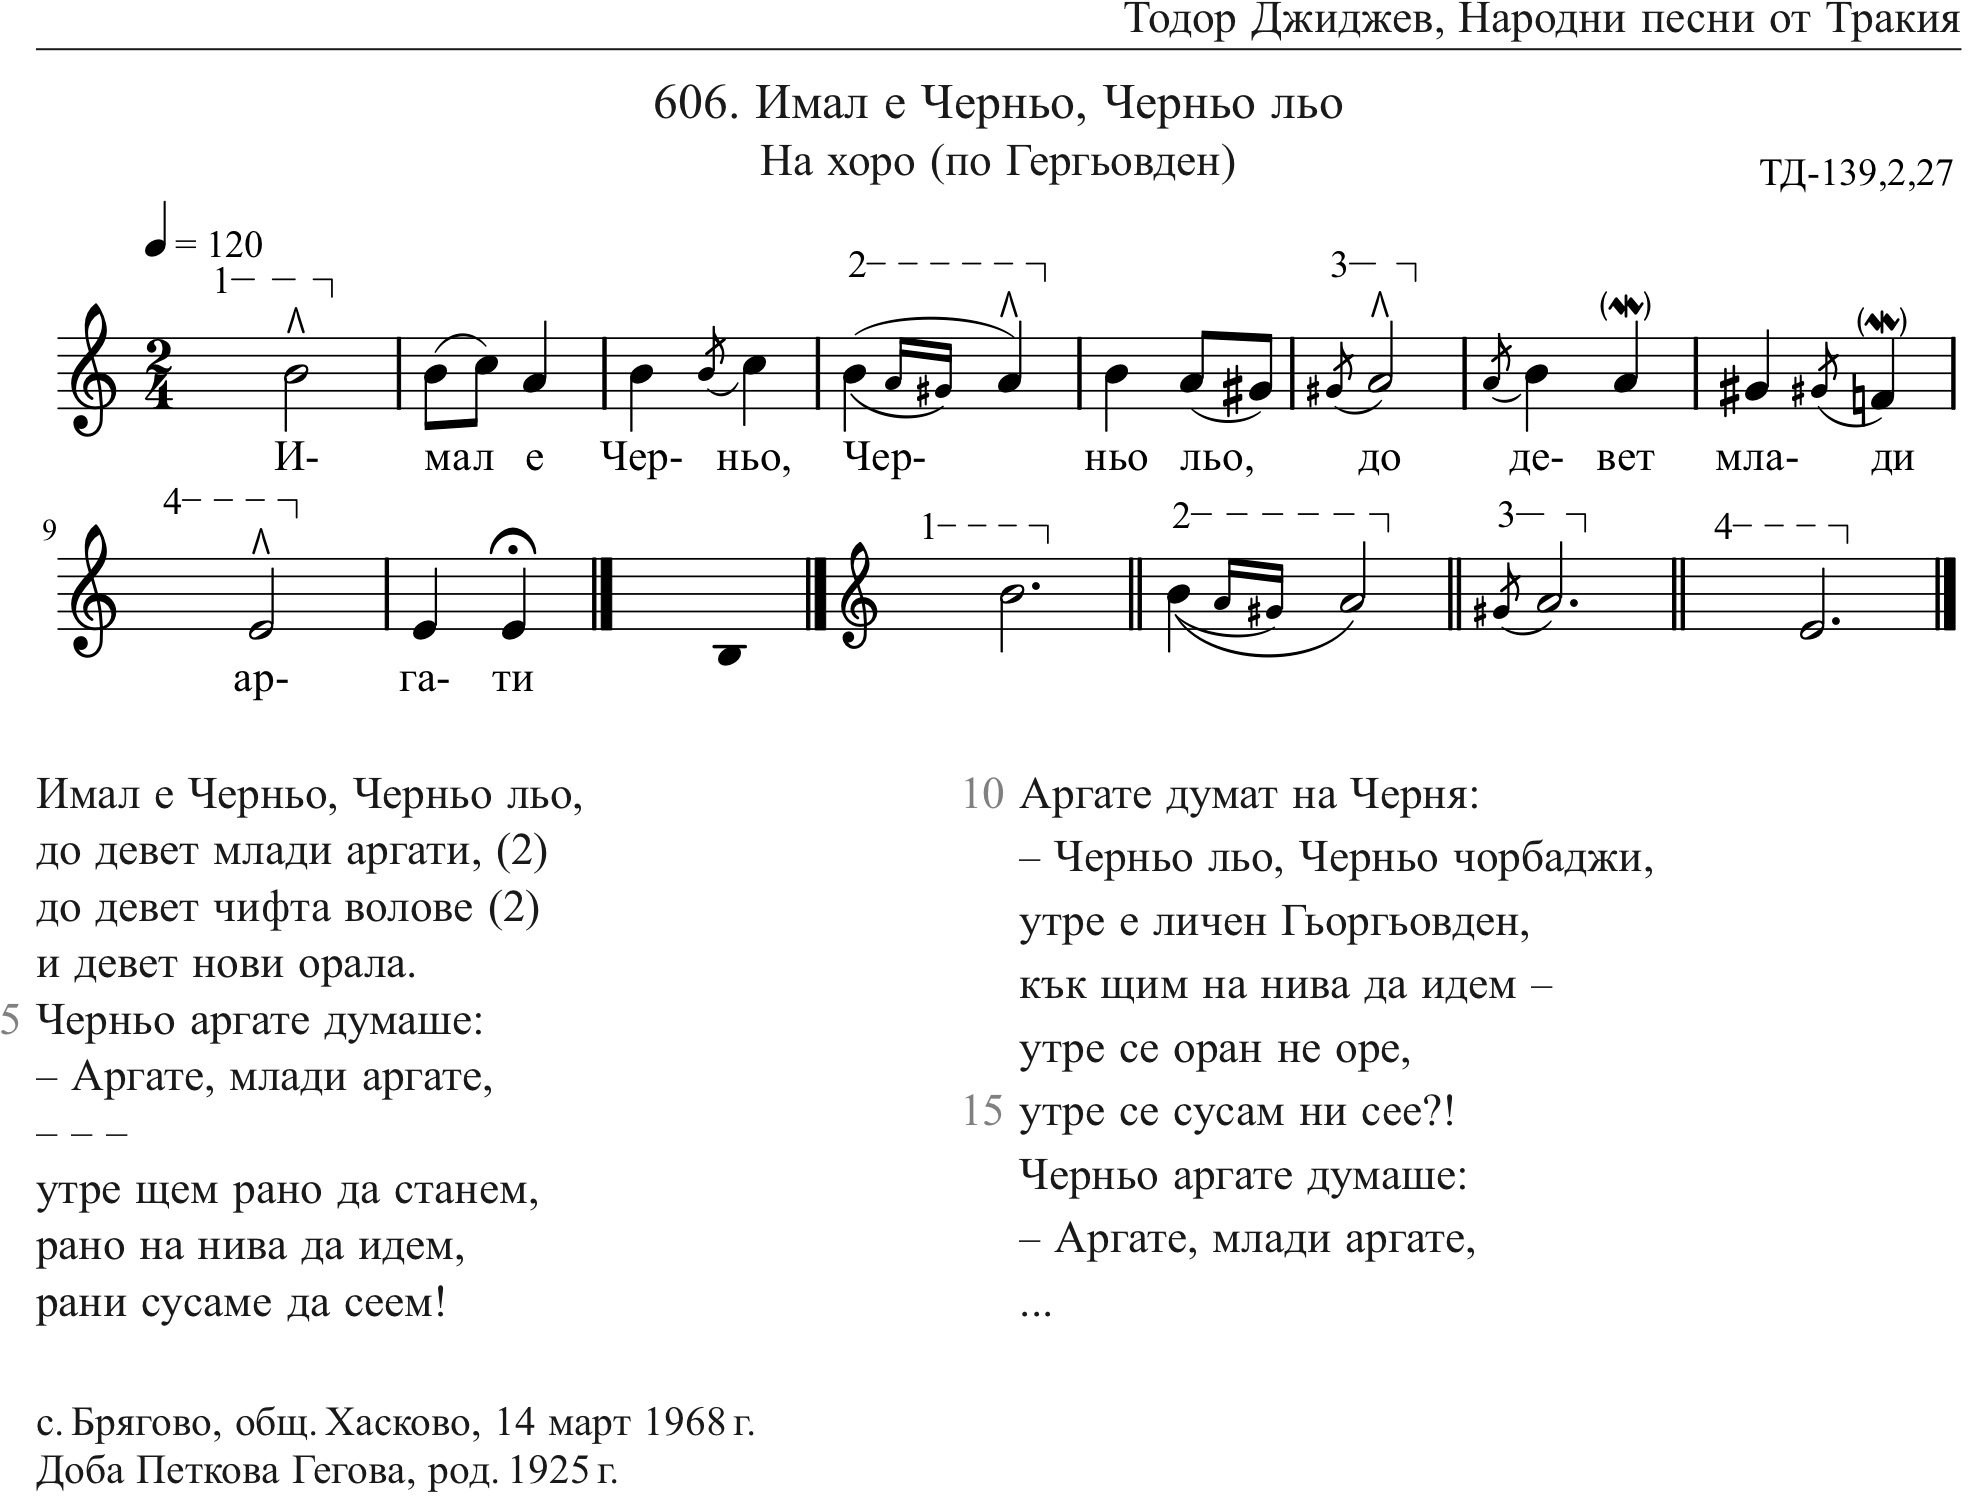 Тодор Джиджев, Народни песни от Тракия
606. Имал е Черньо, Черньо льо
На хоро (по Гергьовден)
ТД-139,2,27
= 120
1 2 3
2/4
И- мал е Чер- ньо, Чер- ньо льо, до де- вет мла- ди
4 1 2 3 4
9
ар- га- ти
Имал е Черньо, Черньо льо,
до девет млади аргати, (2)
до девет чифта волове (2)
и девет нови орала.
5 Черньо аргате думаше:
– Аргате, млади аргате,
– – –
утре щем рано да станем,
рано на нива да идем,
рани сусаме да сеем!
10 Аргате думат на Черня:
– Черньо льо, Черньо чорбаджи,
утре е личен Гьоргьовден,
кък щим на нива да идем –
утре се оран не оре,
15 утре се сусам ни сее?!
Черньо аргате думаше:
– Аргате, млади аргате,
...
с. Брягово, общ. Хасково, 14 март 1968 г.
Доба Петкова Гегова, род. 1925 г.